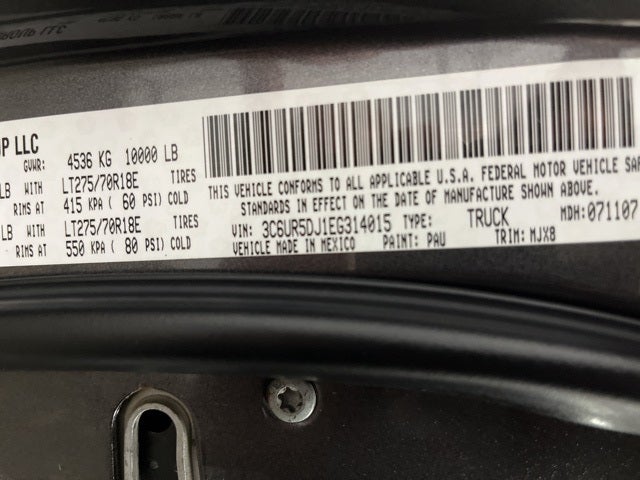 UP LLC
GVWR: 4536 KG 10000 LB
LB WITH LT275/70R18E TIRES
RIMS AT 415 KPA ( 60 PSI) COLD
LB WITH LT275/70R18E TIRES
RIMS AT 550 KPA ( 80 PSI) COLD
THIS VEHICLE CONFORMS TO ALL APPLICABLE U.S.A. FEDERAL MOTOR VEHICLE SAF
STANDARDS IN EFFECT ON THE DATE OF MANUFACTURE SHOWN ABOVE.
VIN: 3C6UR5DJ1EG314015 TYPE: TRUCK MDH:071107
MADE IN MEXICO PAINT: PAU TRIM: MJX8